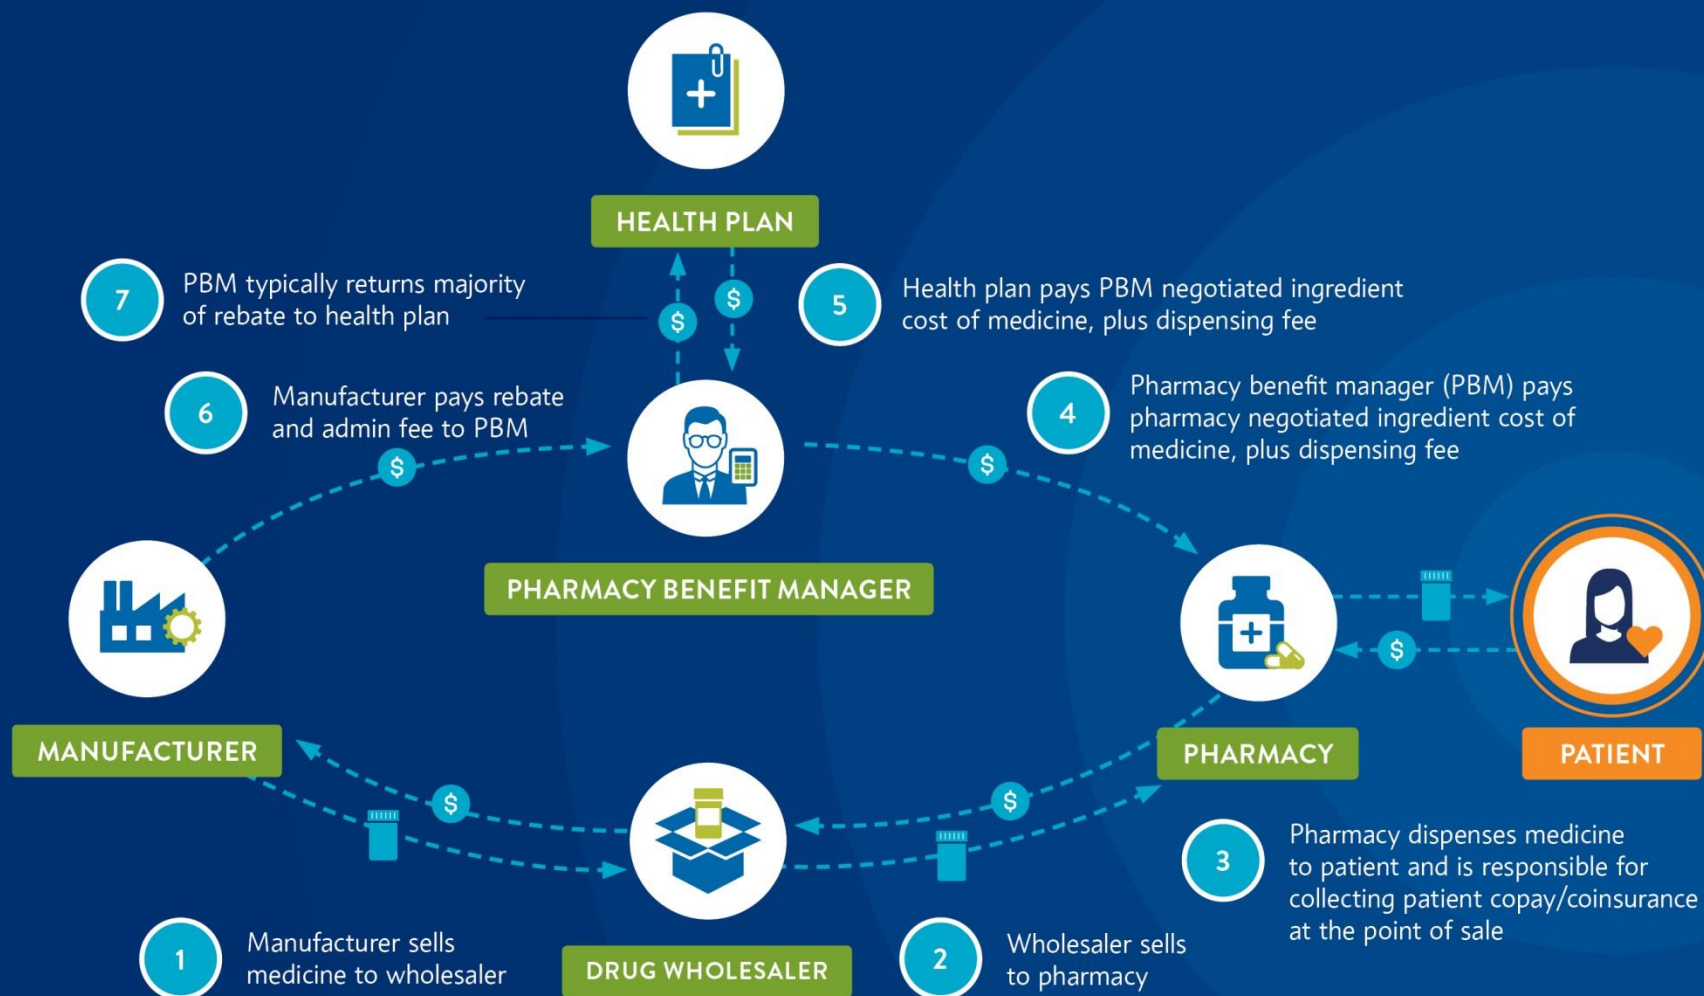 HEALTH PLAN
7
PBM typically returns majority
of rebate to health plan
$
$
5
Health plan pays PBM negotiated ingredient
cost of medicine, plus dispensing fee
6
Manufacturer pays rebate
and admin fee to PBM
$
4
Pharmacy benefit manager (PBM) pays
pharmacy negotiated ingredient cost of
medicine, plus dispensing fee
$
PHARMACY BENEFIT MANAGER
$
MANUFACTURER
PHARMACY
PATIENT
$
$
3
Pharmacy dispenses medicine
to patient and is responsible for
collecting patient copay/coinsurance
at the point of sale
1
Manufacturer sells
medicine to wholesaler
DRUG WHOLESALER
2
Wholesaler sells
to pharmacy